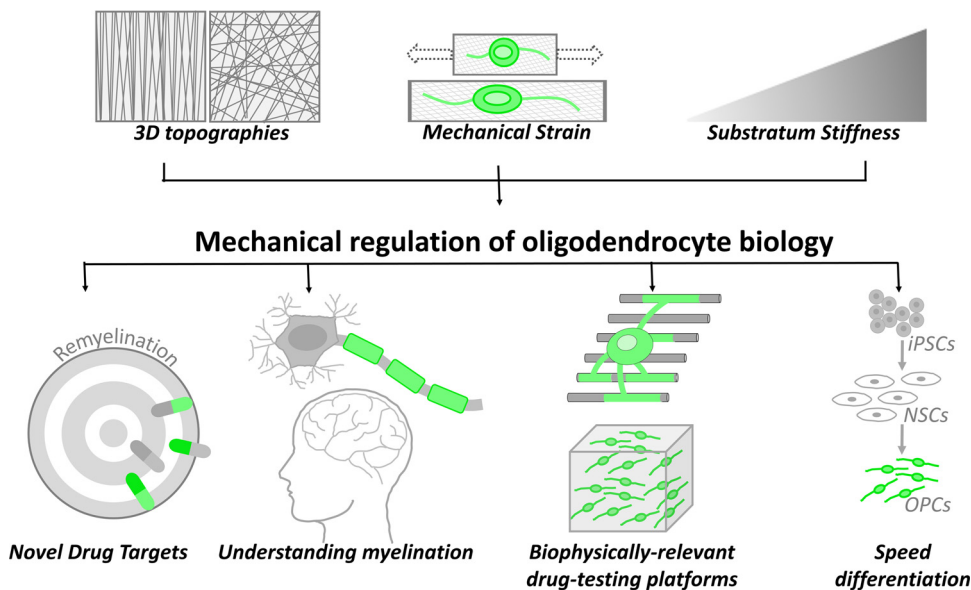 3D topographies
Mechanical Strain
Substratum Stiffness
Mechanical regulation of oligodendrocyte biology
Remyelination
iPSCs
NSCs
OPCs
Novel Drug Targets
Understanding myelination
Biophysically-relevant
drug-testing platforms
Speed
differentiation